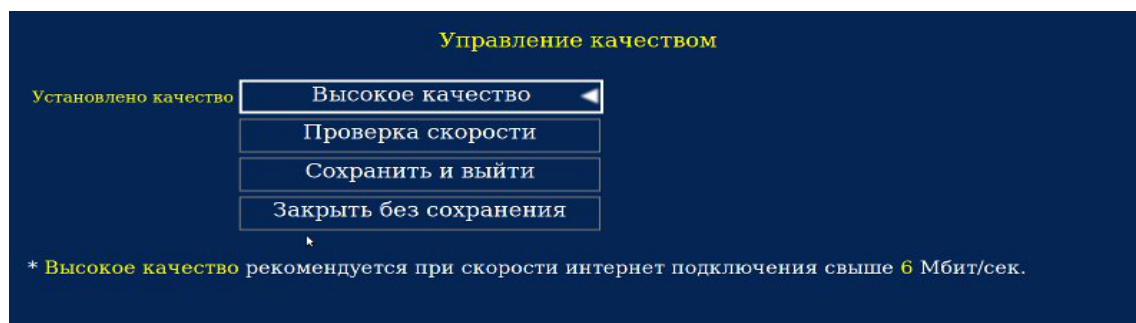 Управление качеством
Установлено качество Высокое качество
Проверка скорости
Сохранить и выйти
Закрыть без сохранения
* Высокое качество рекомендуется при скорости интернет подключения свыше 6 Мбит/сек.